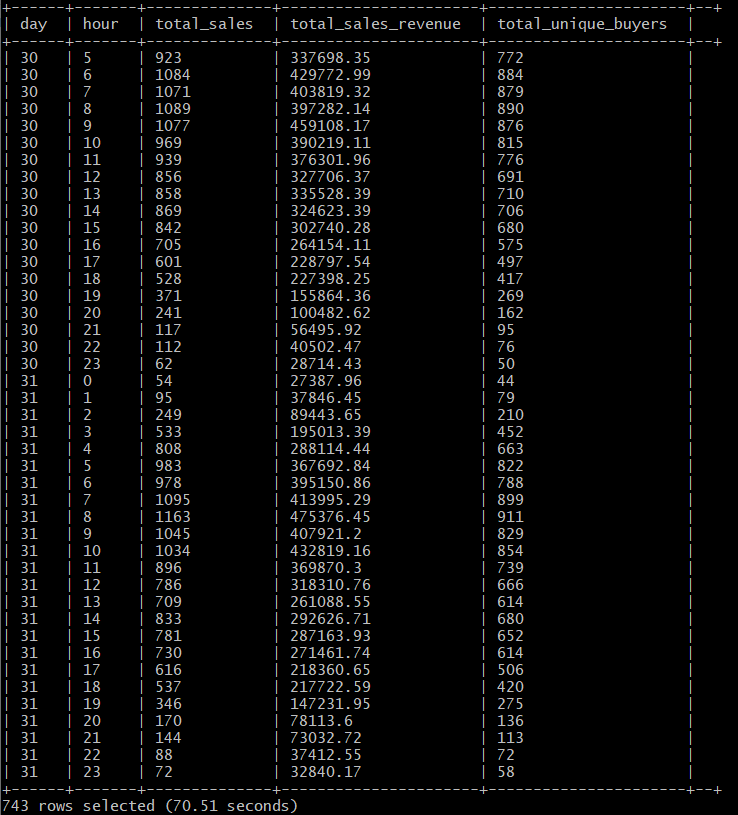 +------+-------+--------------+----------------------+----------------------+--+
| day | hour | total_sales | total_sales_revenue | total_unique_buyers |
+------+-------+--------------+----------------------+----------------------+--+
| 30 | 5 | 923 | 337698.35 | 772 |
| 30 | 6 | 1084 | 429772.99 | 884 |
| 30 | 7 | 1071 | 403819.32 | 879 |
| 30 | 8 | 1089 | 397282.14 | 890 |
| 30 | 9 | 1077 | 459108.17 | 876 |
| 30 | 10 | 969 | 390219.11 | 815 |
| 30 | 11 | 939 | 376301.96 | 776 |
| 30 | 12 | 856 | 327706.37 | 691 |
| 30 | 13 | 858 | 335528.39 | 710 |
| 30 | 14 | 869 | 324623.39 | 706 |
| 30 | 15 | 842 | 302740.28 | 680 |
| 30 | 16 | 705 | 264154.11 | 575 |
| 30 | 17 | 601 | 228797.54 | 497 |
| 30 | 18 | 528 | 227398.25 | 417 |
| 30 | 19 | 371 | 155864.36 | 269 |
| 30 | 20 | 241 | 100482.62 | 162 |
| 30 | 21 | 117 | 56495.92 | 95 |
| 30 | 22 | 112 | 40502.47 | 76 |
| 30 | 23 | 62 | 28714.43 | 50 |
| 31 | 0 | 54 | 27387.96 | 44 |
| 31 | 1 | 95 | 37846.45 | 79 |
| 31 | 2 | 249 | 89443.65 | 210 |
| 31 | 3 | 533 | 195013.39 | 452 |
| 31 | 4 | 808 | 288114.44 | 663 |
| 31 | 5 | 983 | 367692.84 | 822 |
| 31 | 6 | 978 | 395150.86 | 788 |
| 31 | 7 | 1095 | 413995.29 | 899 |
| 31 | 8 | 1163 | 475376.45 | 911 |
| 31 | 9 | 1045 | 407921.2 | 829 |
| 31 | 10 | 1034 | 432819.16 | 854 |
| 31 | 11 | 896 | 369870.3 | 739 |
| 31 | 12 | 786 | 318310.76 | 666 |
| 31 | 13 | 709 | 261088.55 | 614 |
| 31 | 14 | 833 | 292626.71 | 680 |
| 31 | 15 | 781 | 287163.93 | 652 |
| 31 | 16 | 730 | 271461.74 | 614 |
| 31 | 17 | 616 | 218360.65 | 506 |
| 31 | 18 | 537 | 217722.59 | 420 |
| 31 | 19 | 346 | 147231.95 | 275 |
| 31 | 20 | 170 | 78113.6 | 136 |
| 31 | 21 | 144 | 73032.72 | 113 |
| 31 | 22 | 88 | 37412.55 | 72 |
| 31 | 23 | 72 | 32840.17 | 58 |
+------+-------+--------------+----------------------+----------------------+--+
743 rows selected (70.51 seconds)